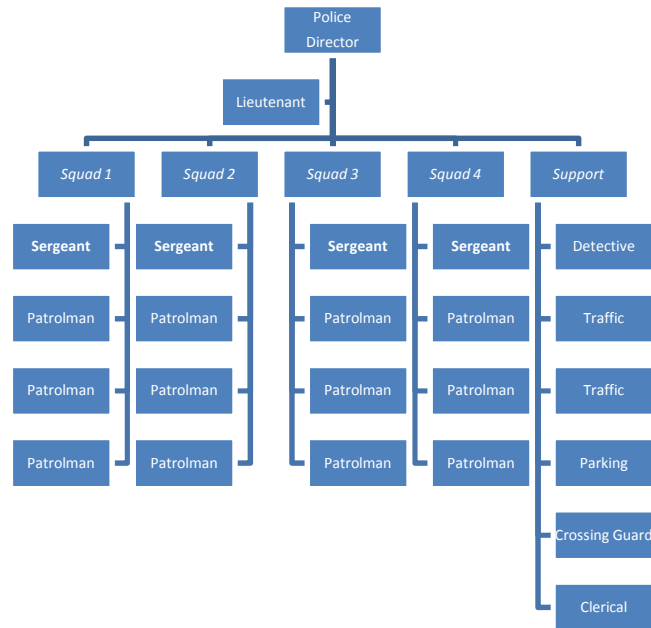 Police
Director
Lieutenant
Squad 1
Squad 2
Squad 3
Squad 4
Support
Sergeant
Sergeant
Sergeant
Sergeant
Detective
Patrolman
Patrolman
Patrolman
Patrolman
Traffic
Patrolman
Patrolman
Patrolman
Patrolman
Traffic
Patrolman
Patrolman
Patrolman
Patrolman
Parking
Crossing Guard
Clerical